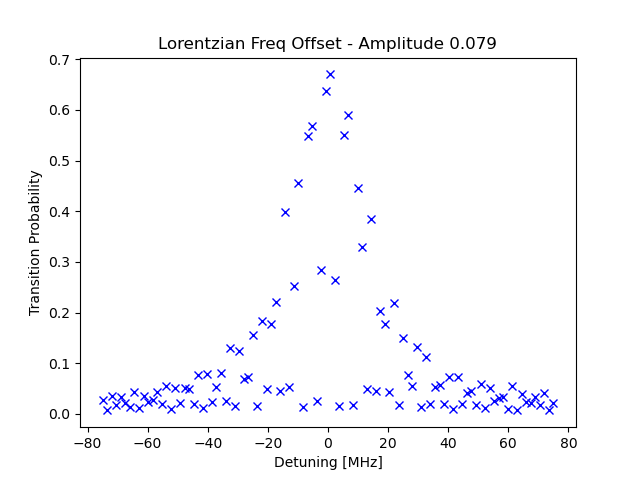 Lorentzian Freq Offset - Amplitude 0.079
0.7
0.6
0.5
0.4
0.3
0.2
0.1
0.0
Transition Probability
−80 −60 −40 −20 0 20 40 60 80
Detuning [MHz]